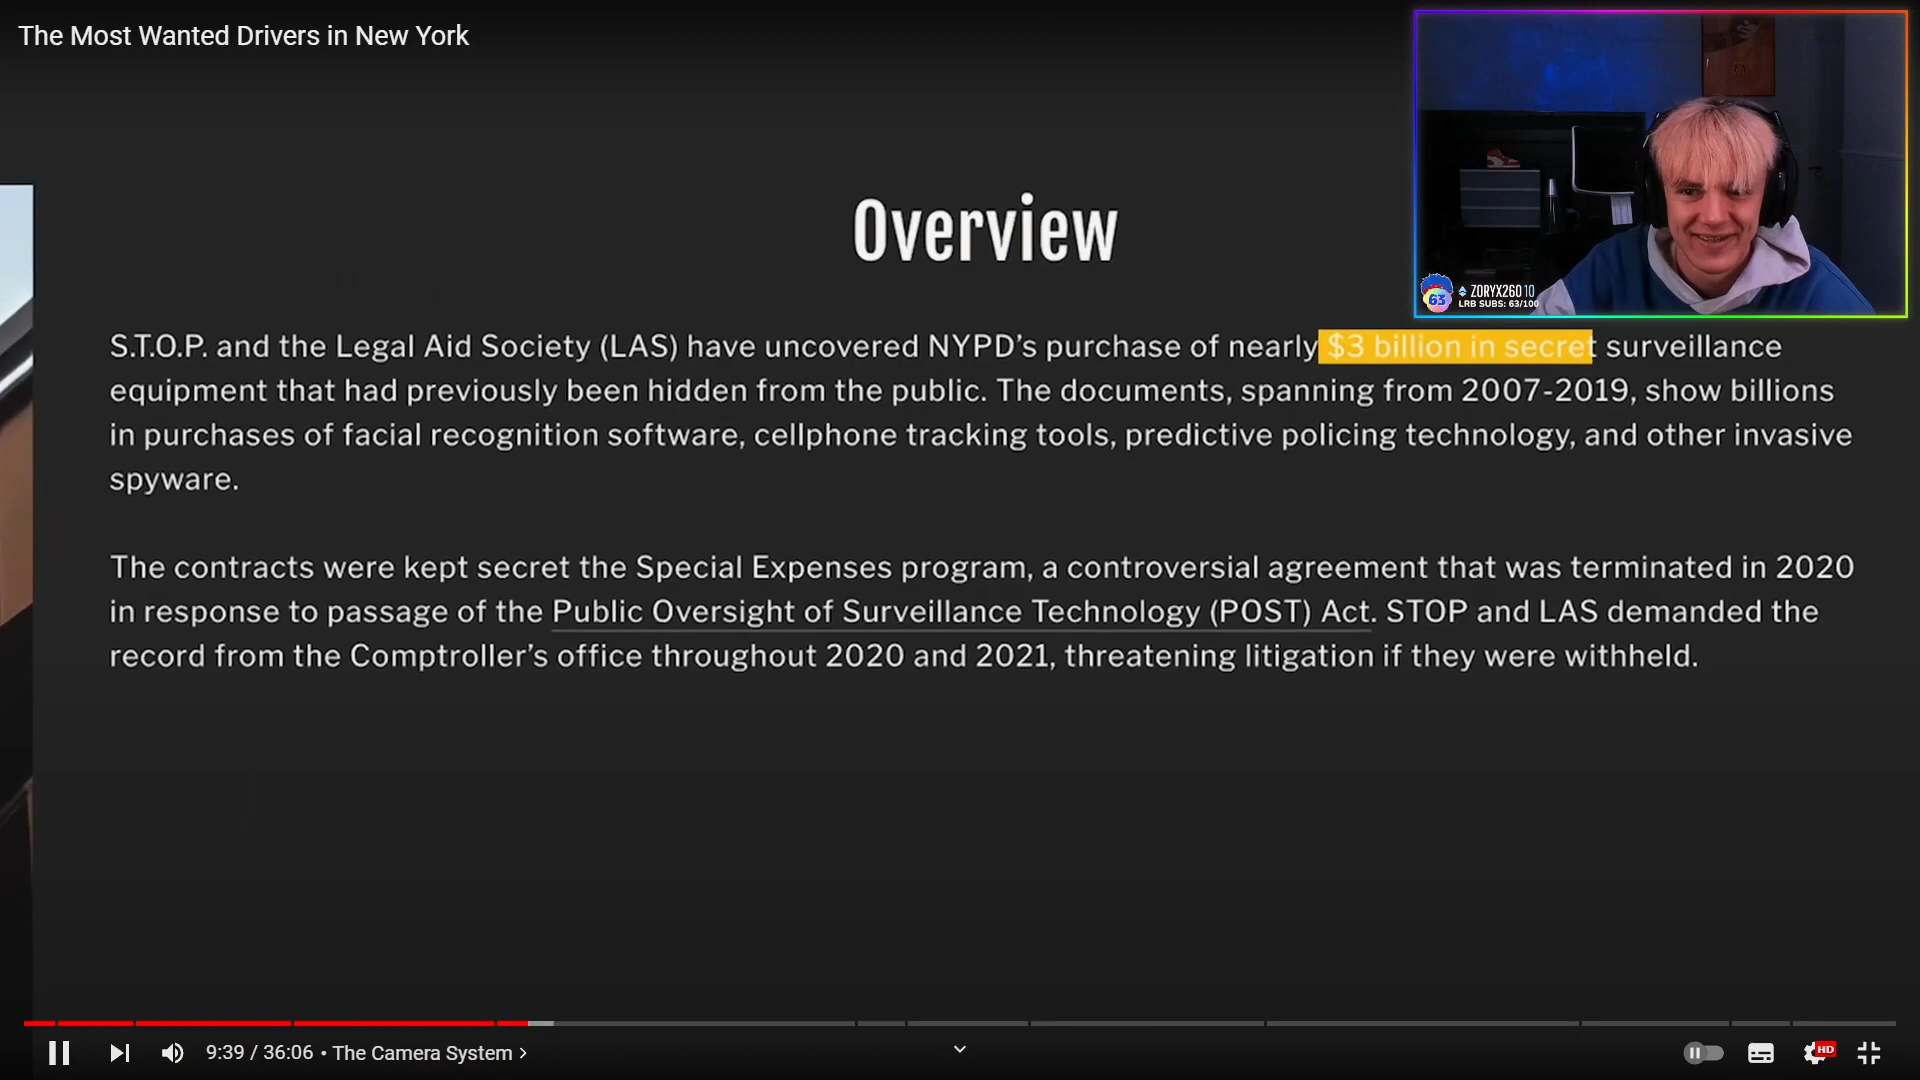 The Most Wanted Drivers in New York
Overview
63
ZORYX260 10
LRB SUBS: 63/100
S.T.O.P. and the Legal Aid Society (LAS) have uncovered NYPD’s purchase of nearly $3 billion in secret surveillance
equipment that had previously been hidden from the public. The documents, spanning from 2007-2019, show billions
in purchases of facial recognition software, cellphone tracking tools, predictive policing technology, and other invasive
spyware.
The contracts were kept secret the Special Expenses program, a controversial agreement that was terminated in 2020
in response to passage of the Public Oversight of Surveillance Technology (POST) Act. STOP and LAS demanded the
record from the Comptroller’s office throughout 2020 and 2021, threatening litigation if they were withheld.
9:39 / 36:06 • The Camera System ›
HD